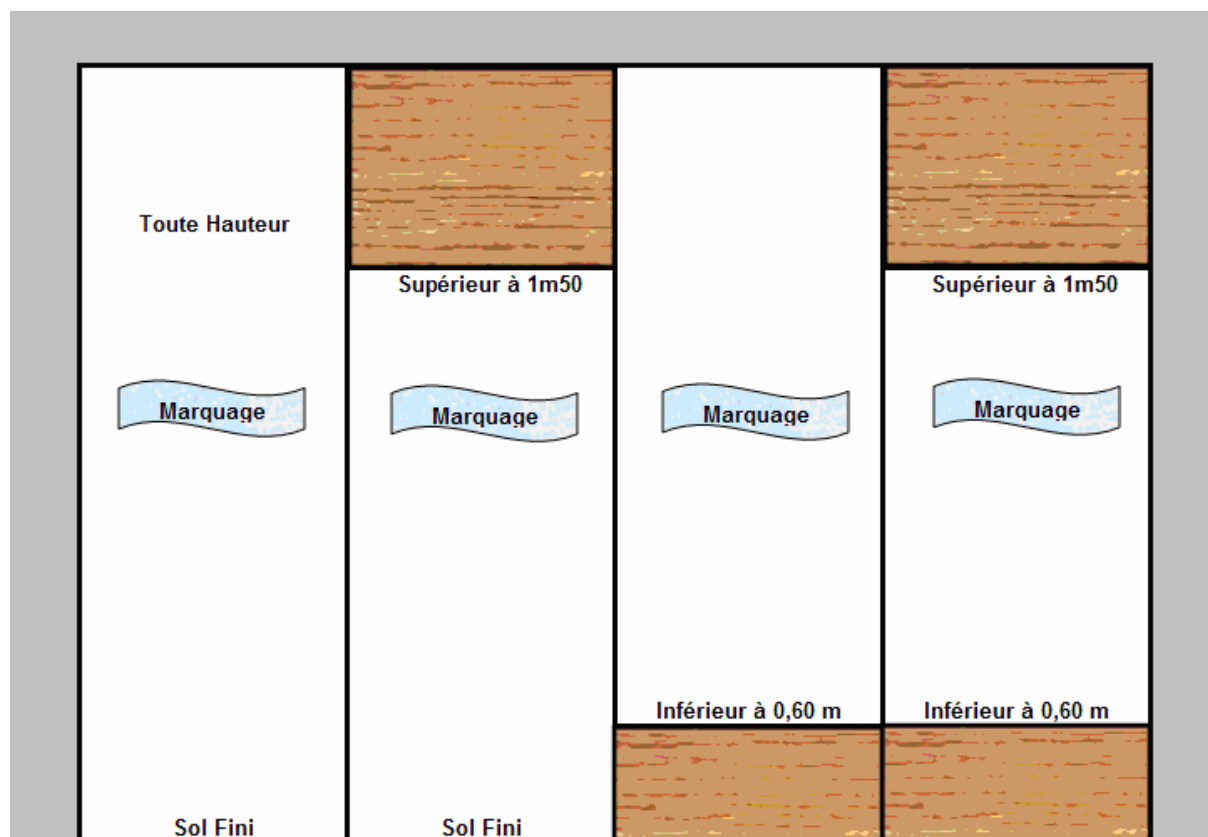 Toute Hauteur
Supérieur à 1m50
Supérieur à 1m50
Marquage
Marquage
Marquage
Marquage
Inférieur à 0,60 m
Inférieur à 0,60 m
Sol Fini
Sol Fini